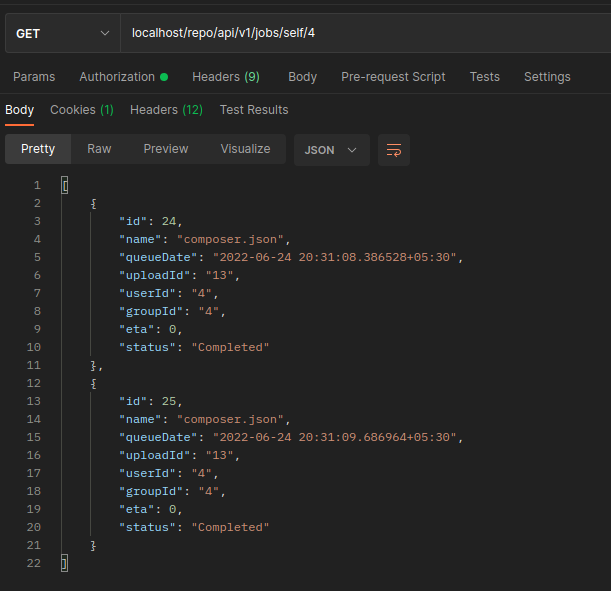 GET localhost/repo/api/v1/jobs/self/4
Params Authorization Headers (9) Body Pre-request Script Tests Settings
Body Cookies (1) Headers (12) Test Results
Pretty Raw Preview Visualize JSON
1 [
2 {
3 "id": 24,
4 "name": "composer.json",
5 "queueDate": "2022-06-24 20:31:08.386528+05:30",
6 "uploadId": "13",
7 "userId": "4",
8 "groupId": "4",
9 "eta": 0,
10 "status": "Completed"
11 },
12 {
13 "id": 25,
14 "name": "composer.json",
15 "queueDate": "2022-06-24 20:31:09.686964+05:30",
16 "uploadId": "13",
17 "userId": "4",
18 "groupId": "4",
19 "eta": 0,
20 "status": "Completed"
21 }
22 ]